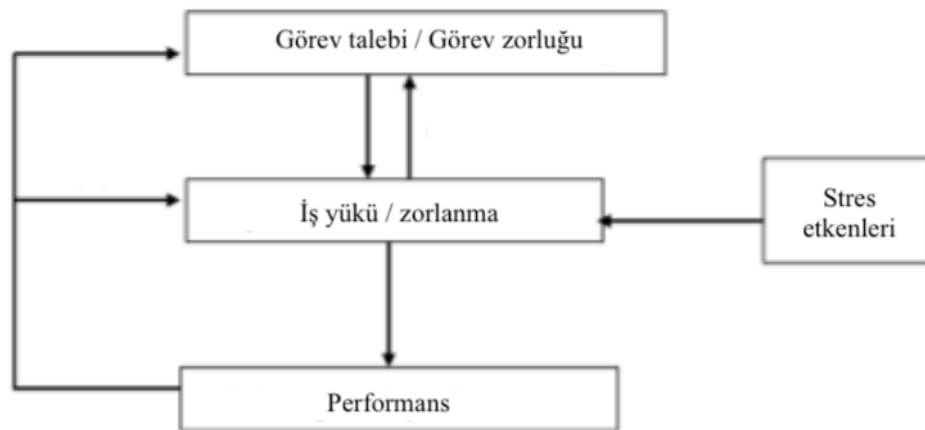 Görev talebi / Görev zorluğu
İş yükü / zorlanma
Stres
etkenleri
Performans